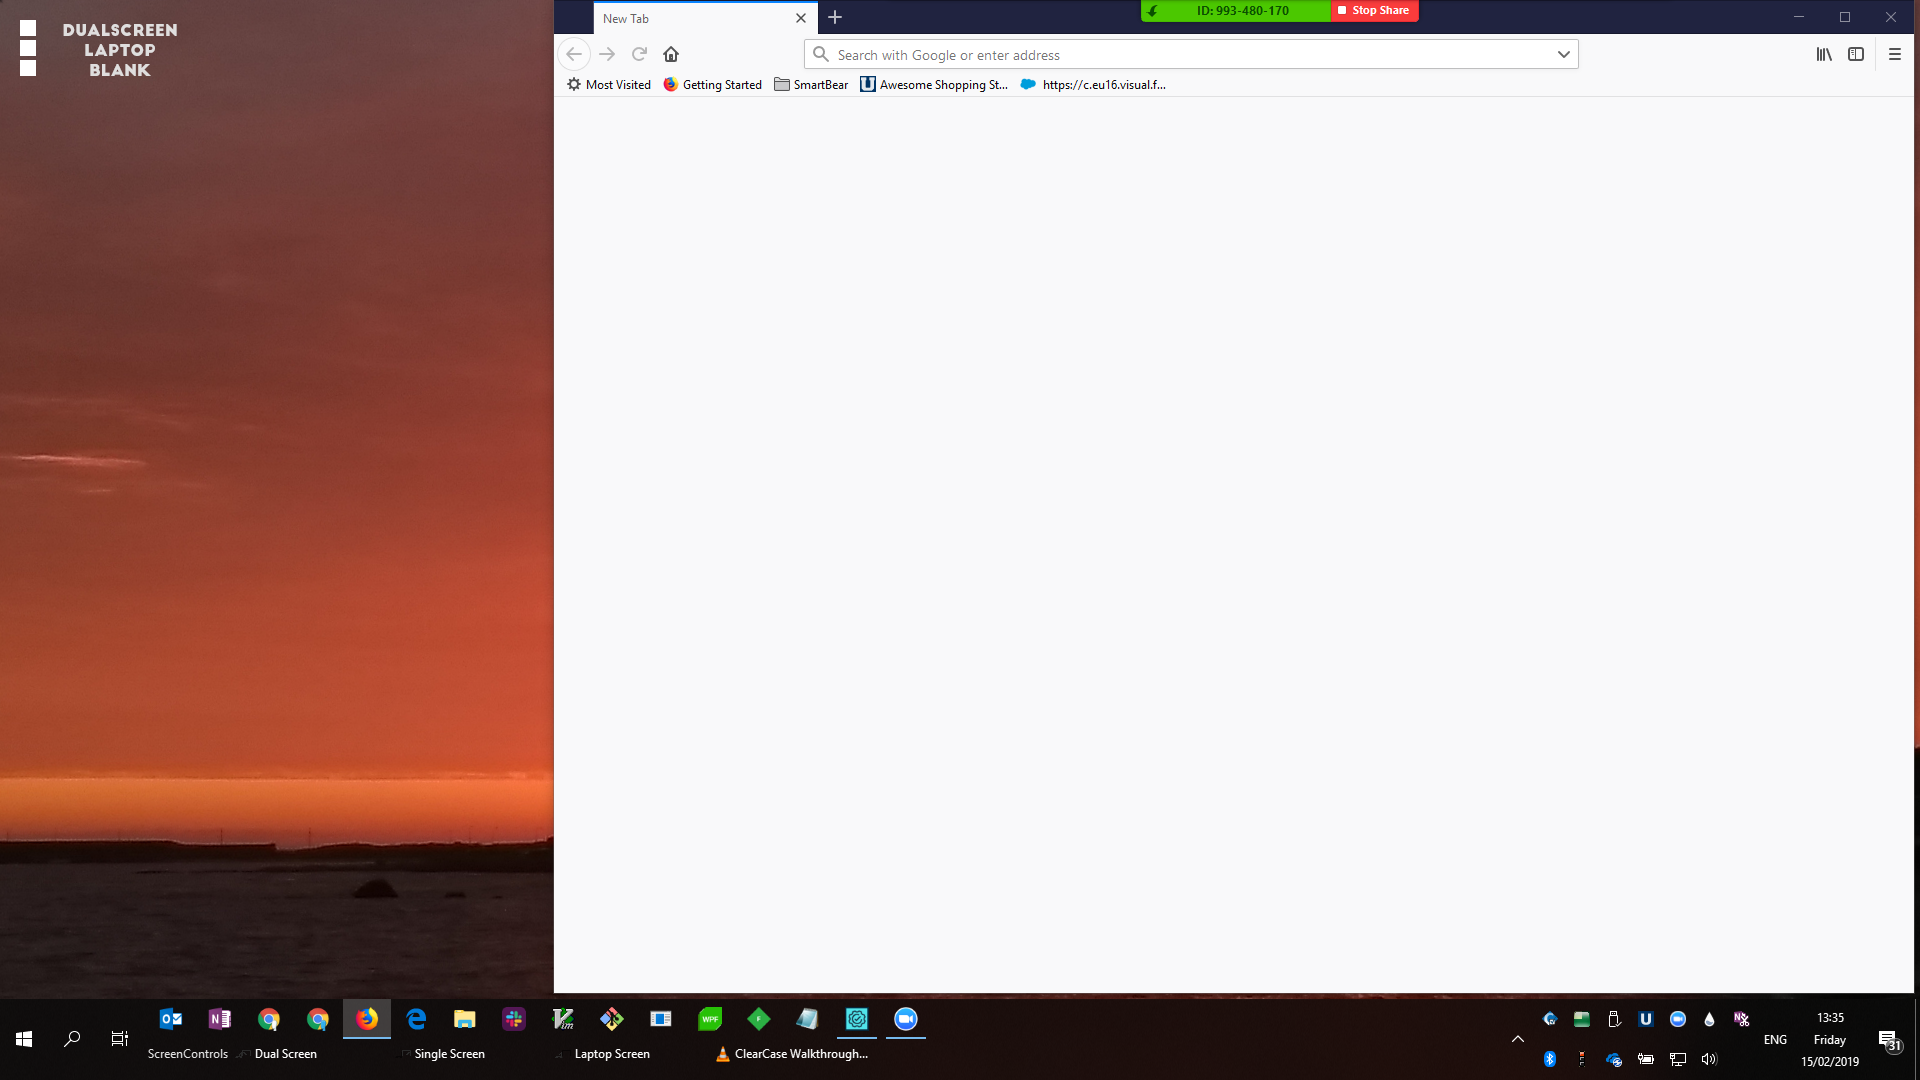 DUALSCREEN
LAPTOP
BLANK
New Tab
ID: 993-480-170
Stop Share
Search with Google or enter address
Most Visited
Getting Started
SmartBear
Awesome Shopping St...
https://c.eu16.visual.f...
ScreenControls
Dual Screen
Single Screen
Laptop Screen
ClearCase Walkthrough...
ENG
13:35
Friday
15/02/2019
31